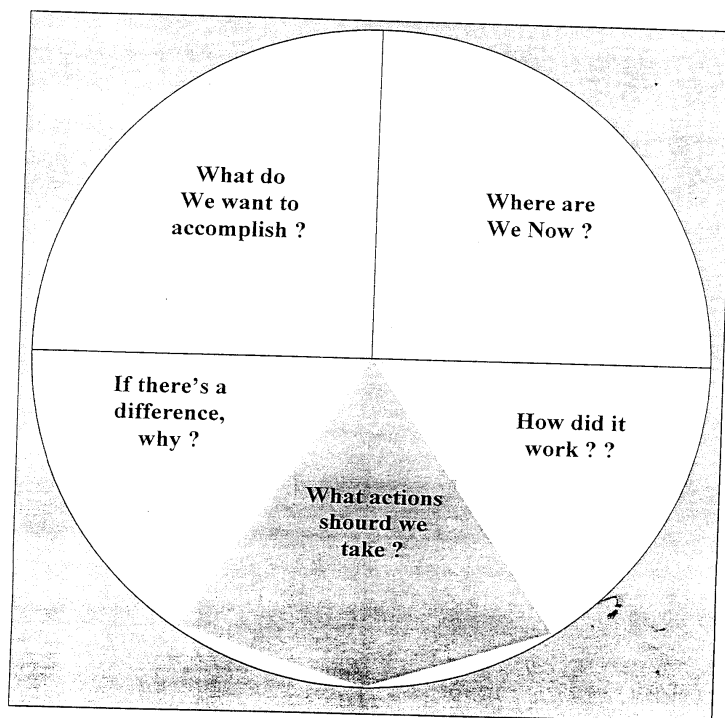 What do
We want to
accomplish ?
Where are
We Now ?
If there's a
difference,
why ?
What actions
shourd we
take ?
How did it
work ? ?